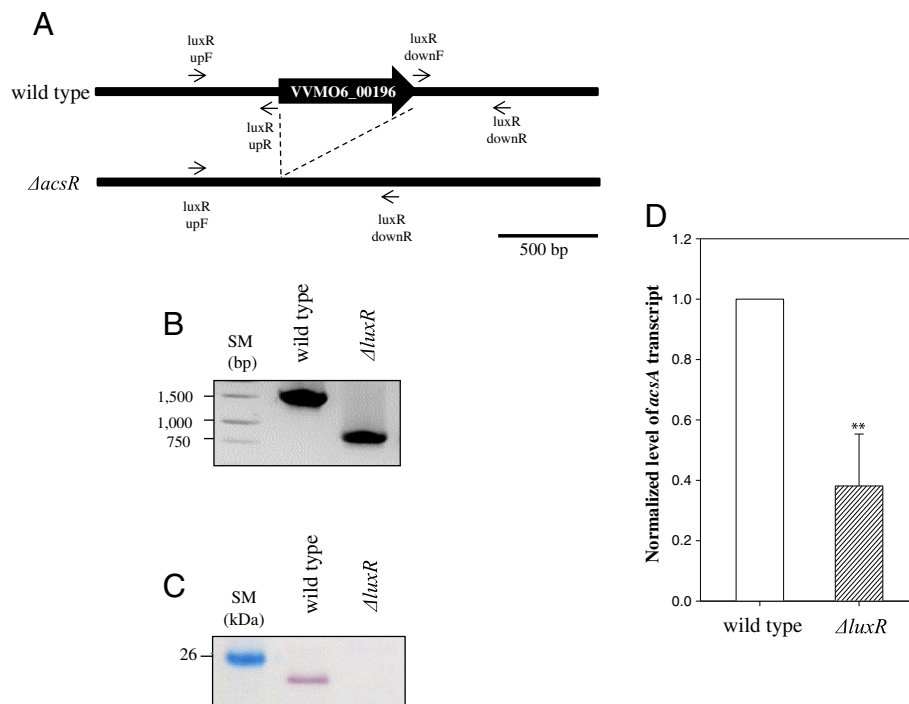 A
luxR
upF
luxR
downF
wild type
VVMO6_00196
luxR
upR
luxR
downR
ΔacsR
luxR
upF
luxR
downR
500 bp
B
SM
(bp)
wild type
ΔluxR
1,500
1,000
750
C
SM
(kDa)
wild type
ΔluxR
26
D
Normalized level of acsA transcript
1.2
1.0
0.8
0.6
0.4
0.2
0.0
**
wild type
ΔluxR